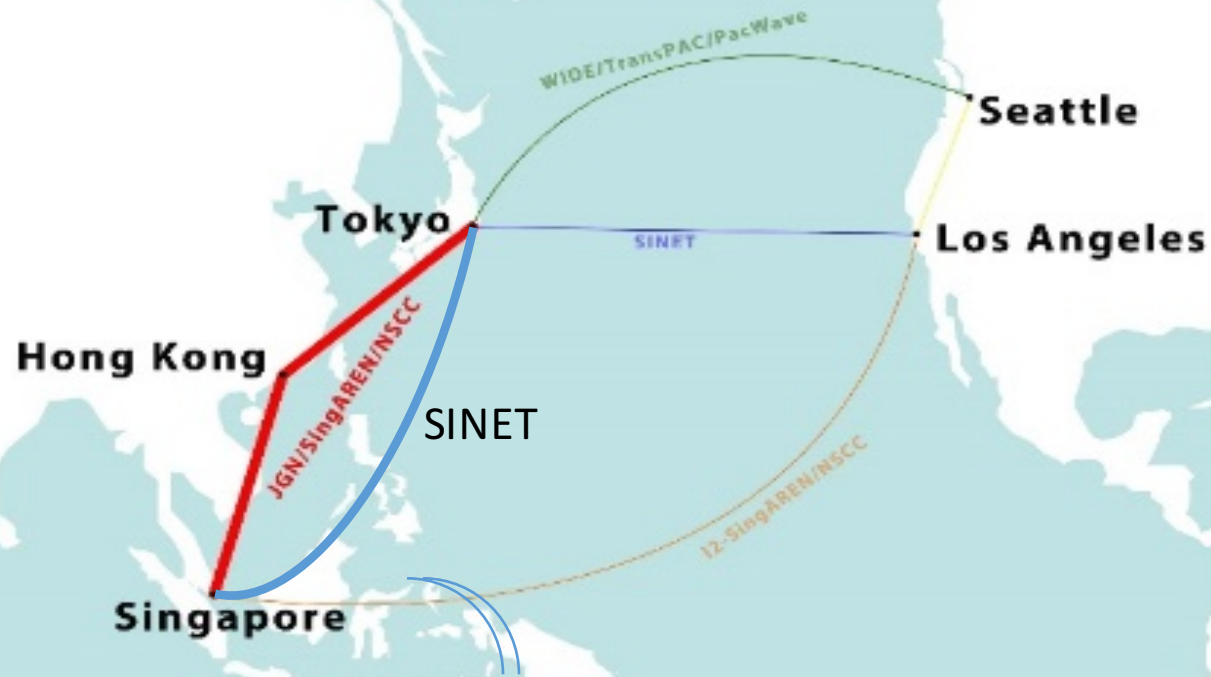 WIDE/TransPAC/PacWave
Seattle
Tokyo
SINET
Los Angeles
Hong Kong
JGN/SingAREN/NSCC
SINET
I2-SingAREN/NSCC
Singapore